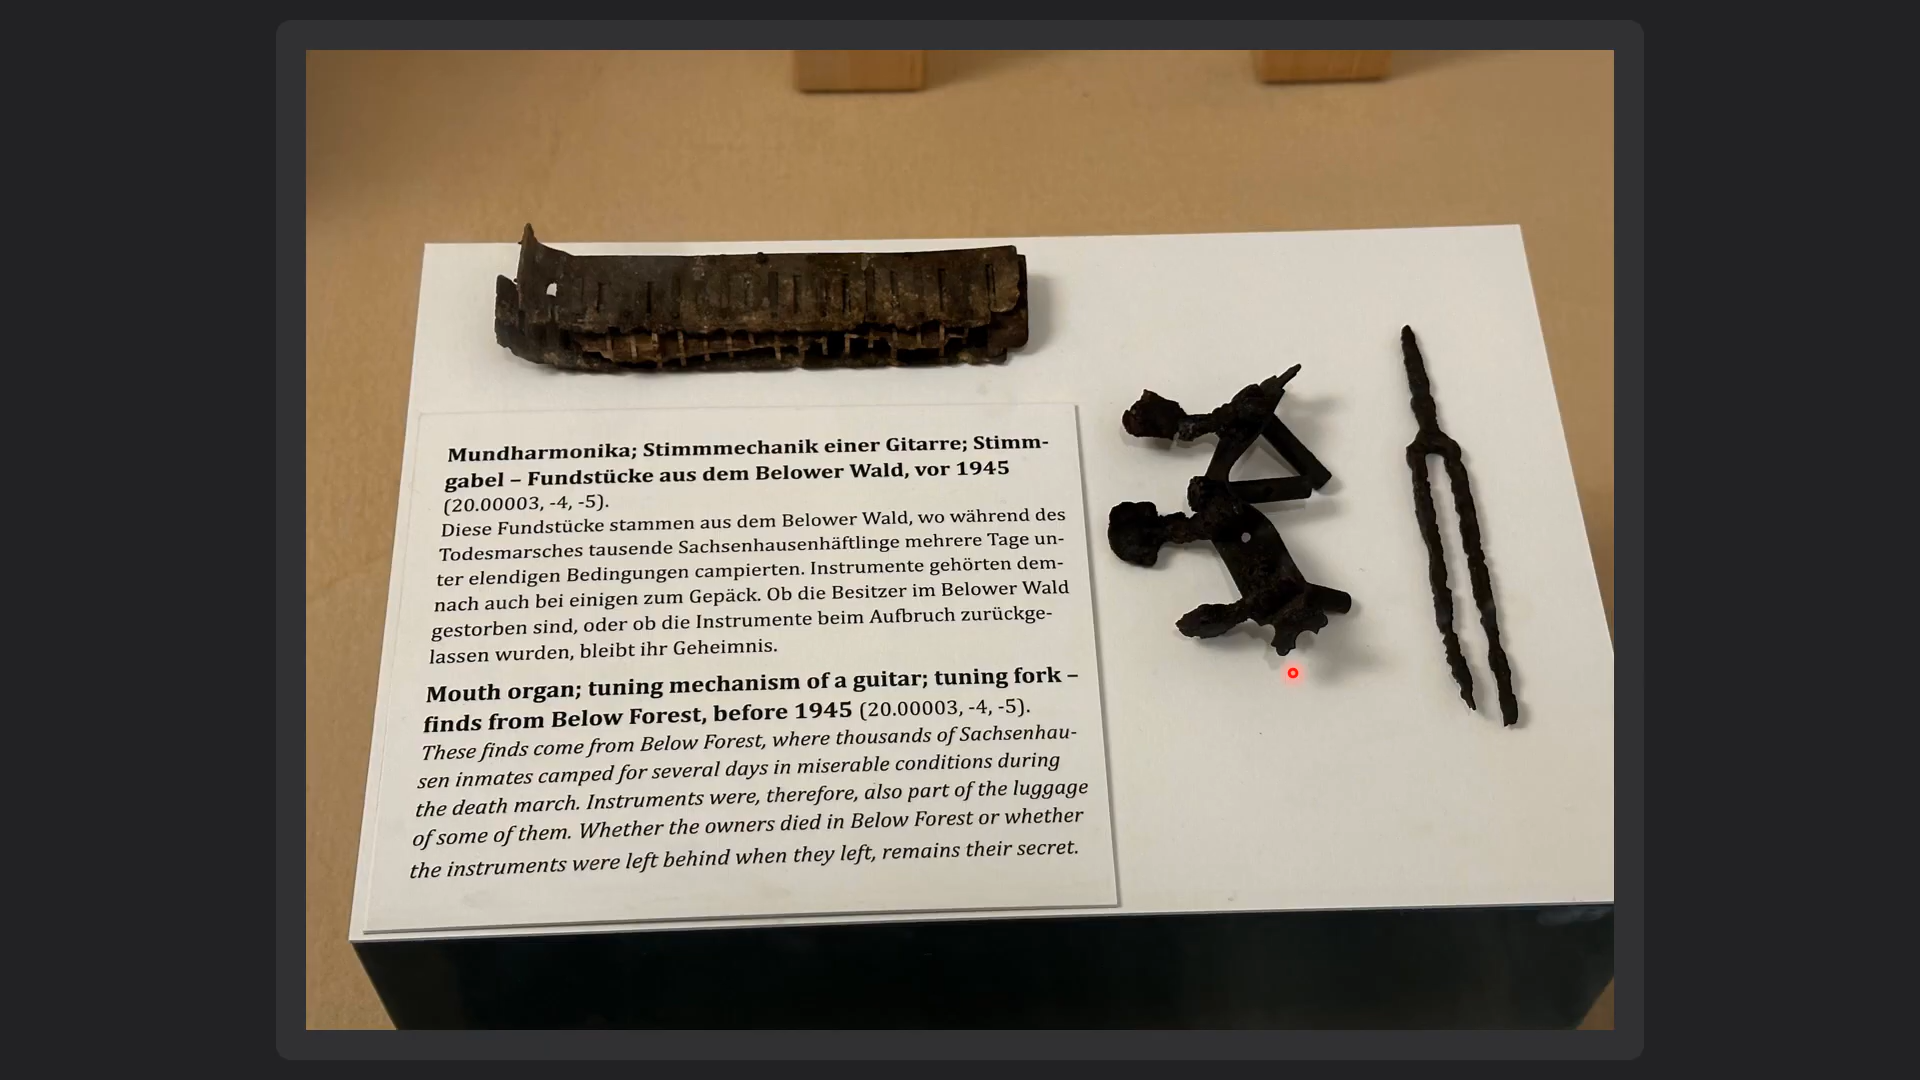 Mundharmonika; Stimmmechanik einer Gitarre; Stimm-
gabel – Fundstücke aus dem Belower Wald, vor 1945
(20.00003, -4, -5).
Diese Fundstücke stammen aus dem Belower Wald, wo während des
Todesmarsches tausende Sachsenhausenhäftlinge mehrere Tage un-
ter elendigen Bedingungen campierten. Instrumente gehörten dem-
nach auch bei einigen zum Gepäck. Ob die Besitzer im Belower Wald
gestorben sind, oder ob die Instrumente beim Aufbruch zurückge-
lassen wurden, bleibt ihr Geheimnis.
Mouth organ; tuning mechanism of a guitar; tuning fork –
finds from Below Forest, before 1945 (20.00003, -4, -5).
These finds come from Below Forest, where thousands of Sachsenhau-
sen inmates camped for several days in miserable conditions during
the death march. Instruments were, therefore, also part of the luggage
of some of them. Whether the owners died in Below Forest or whether
the instruments were left behind when they left, remains their secret.